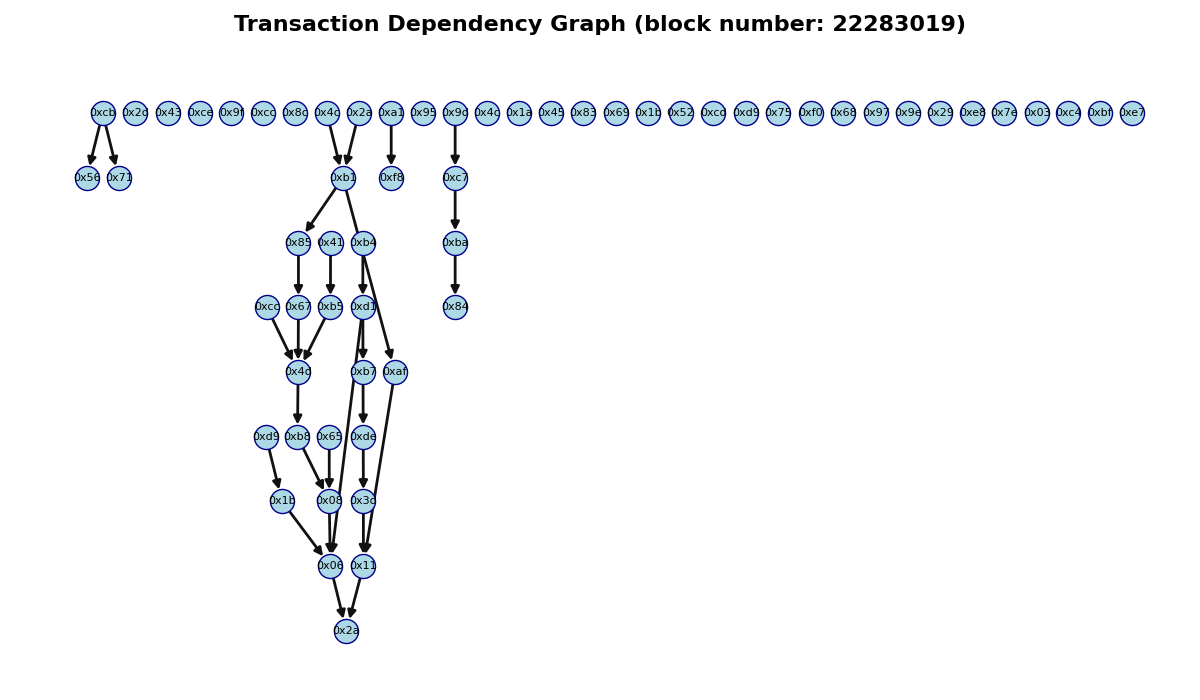 Transaction Dependency Graph (block number: 22283019)
0xcb 0x2c 0x43 0xce 0x9f 0xcc 0x8c 0x4c 0x2a 0xa1 0x95 0x9c 0x4c 0x1a 0x45 0x83 0x69 0x1b 0x52 0xcd 0xd9 0x75 0xf0 0x68 0x97 0x9e 0x29 0xe8 0x7e 0x03 0xc4 0xbf 0xe7
0x56 0x71 0xb1 0xf8 0xc7
0x85 0x41 0xb4 0xba
0xcc 0x67 0xb5 0xd1 0x84
0x4d 0xb7 0xaf
0xd9 0xb8 0x65 0xde
0x1b 0x08 0x3c
0x06 0x11
0x2a